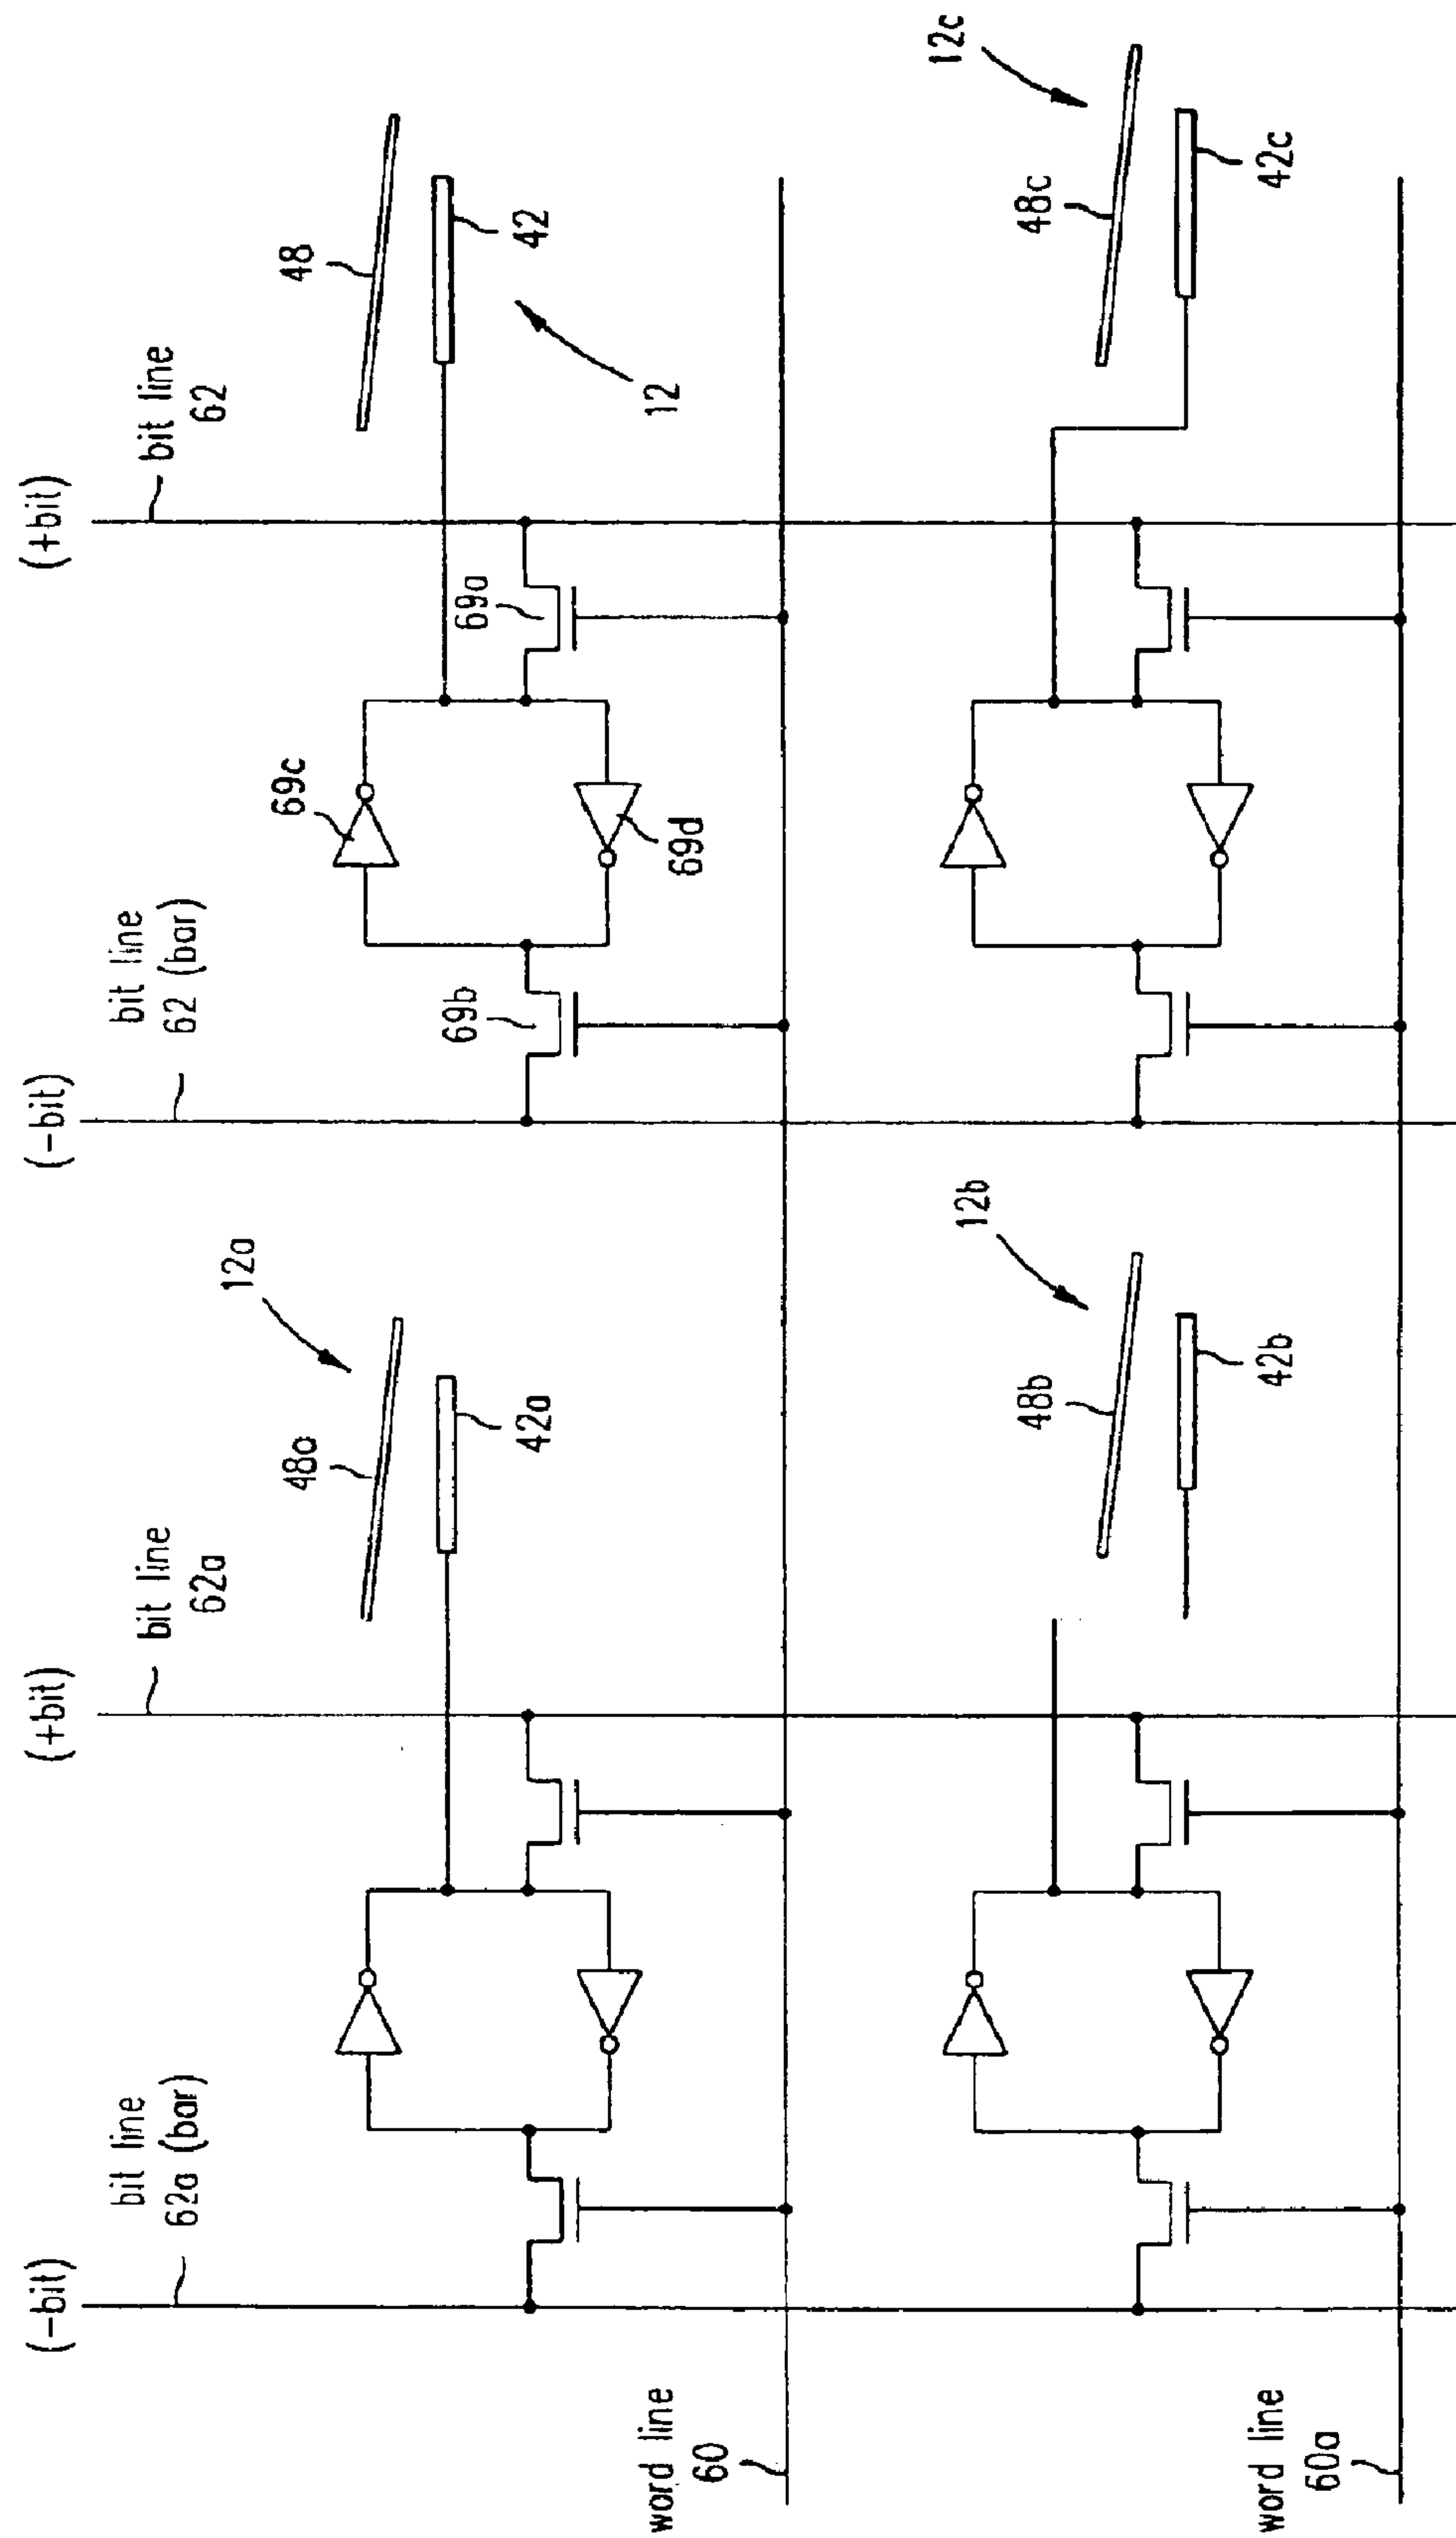 (−bit)
bit line
62a (bar)
(+bit)
bit line
62a
(−bit)
bit line
62 (bar)
(+bit)
bit line
62
12a
48a
42a
69c
69b
69d
69a
48
42
12
word line
60
12b
48b
42b
12c
48c
42c
word line
60a